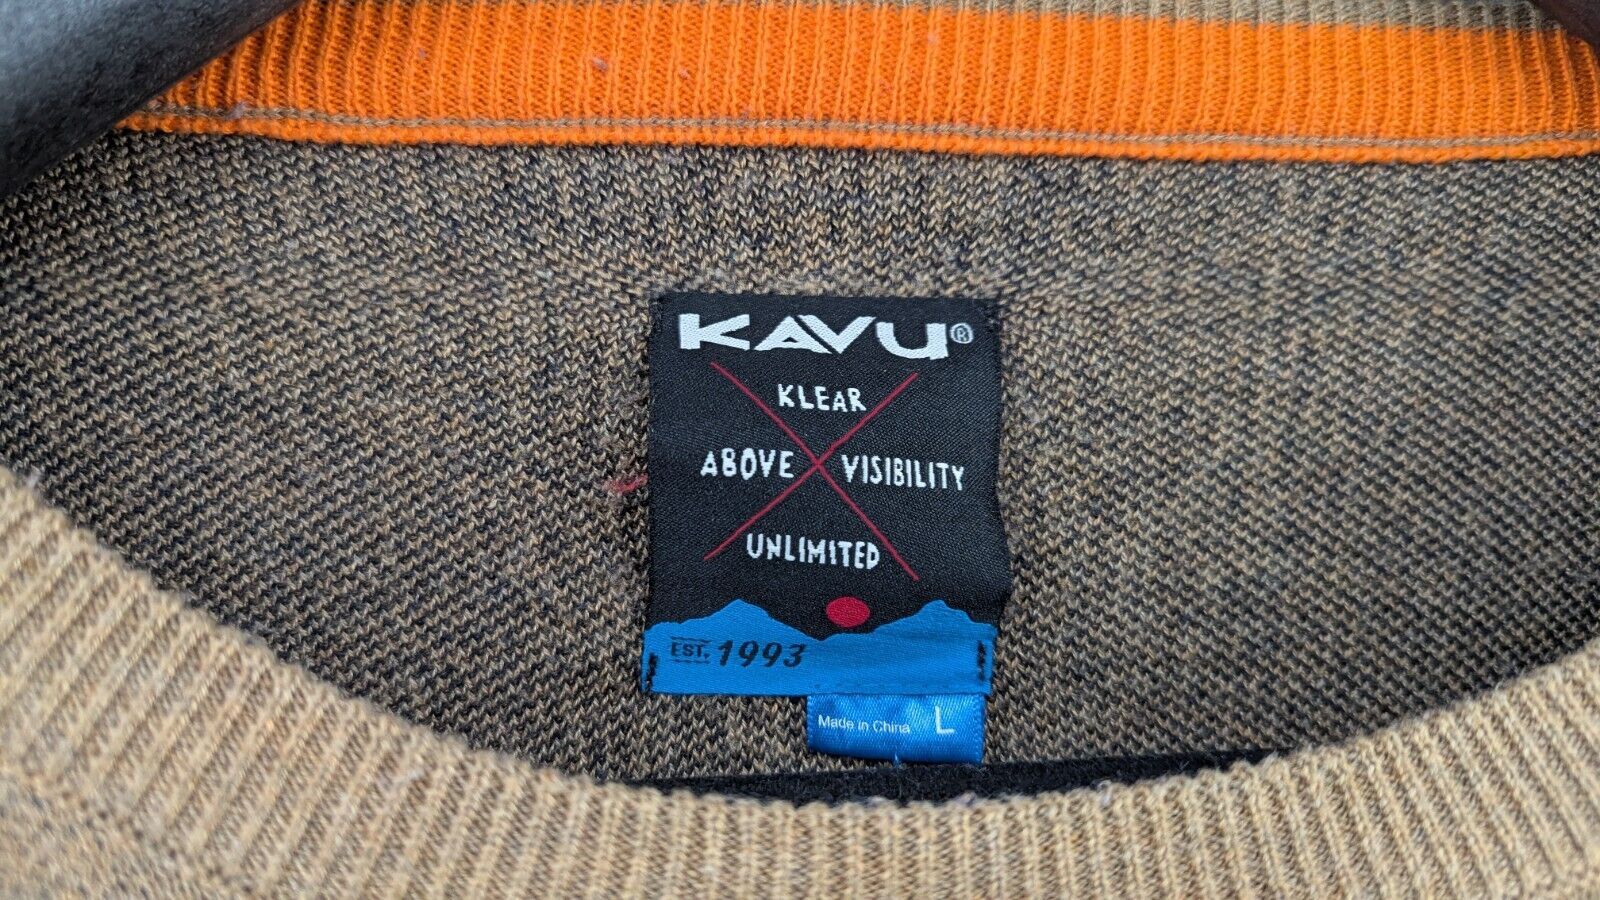 KAVU®
KLEAR
ABOVE VISIBILITY
UNLIMITED
EST. 1993
Made in China L